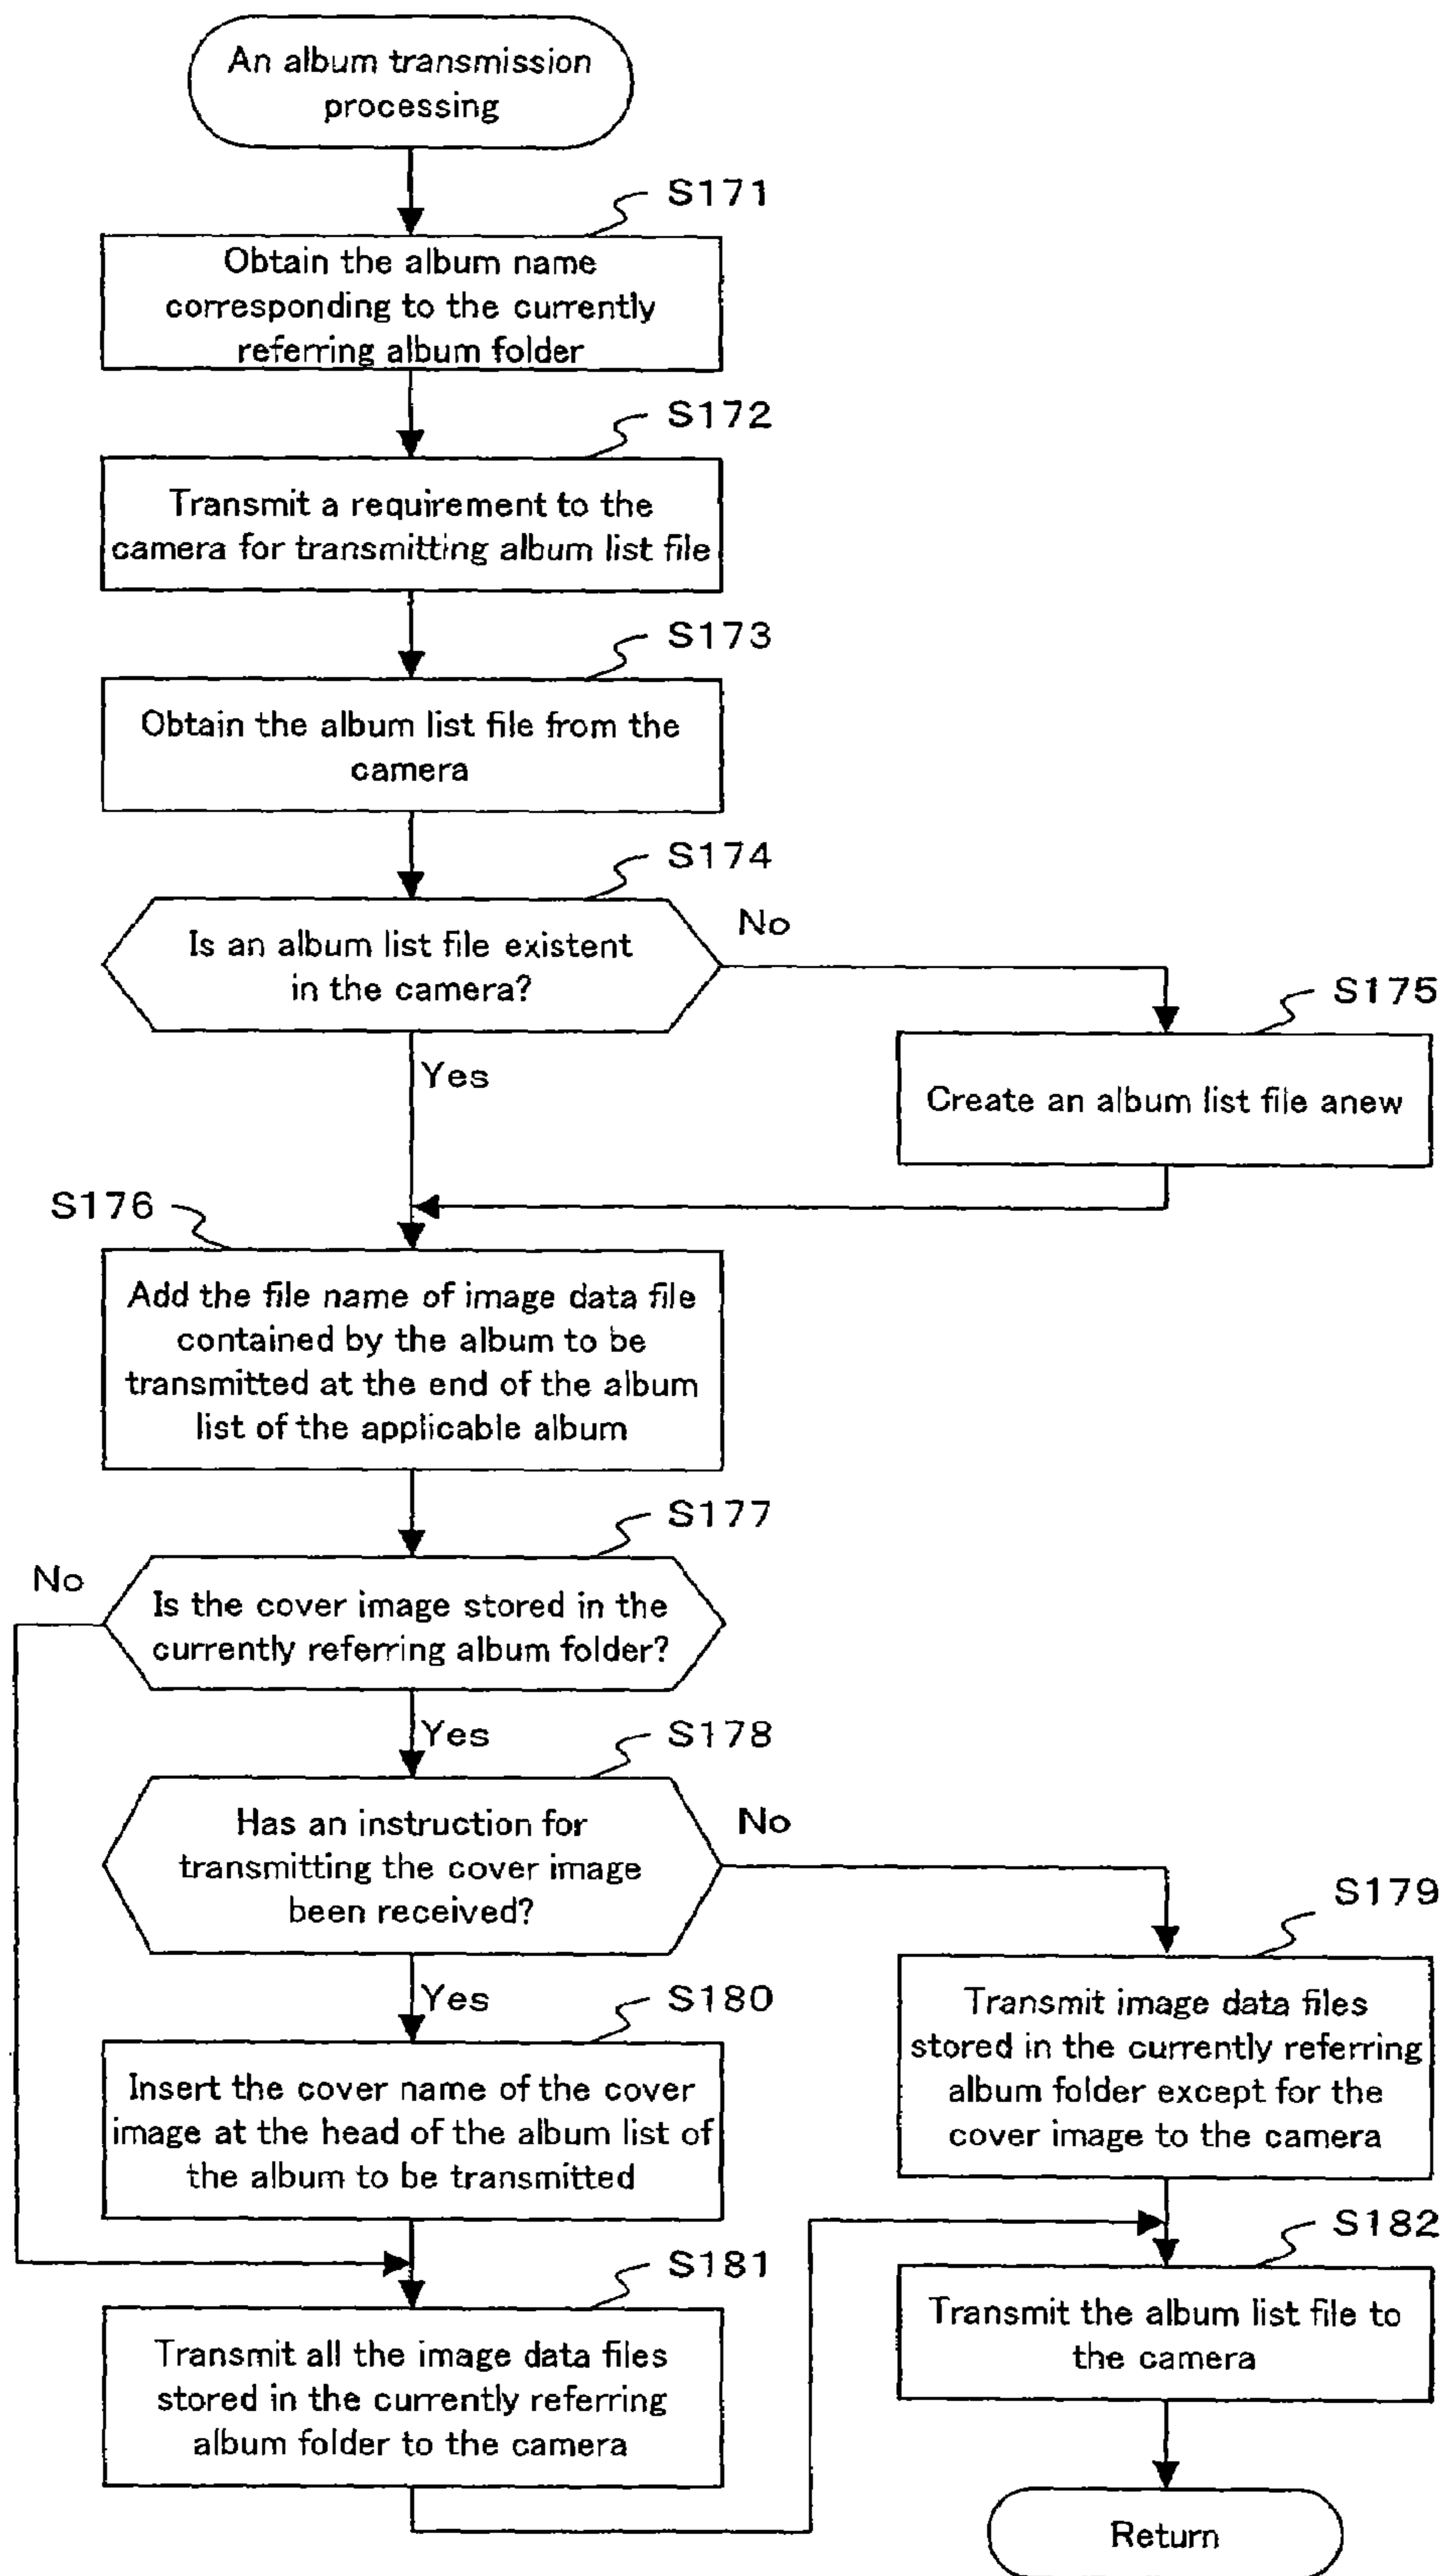 An album transmission
processing
S171
Obtain the album name
corresponding to the currently
referring album folder
S172
Transmit a requirement to the
camera for transmitting album list file
S173
Obtain the album list file from the
camera
S174
Is an album list file existent
in the camera?
No
Yes
S175
Create an album list file anew
S176
Add the file name of image data file
contained by the album to be
transmitted at the end of the album
list of the applicable album
S177
Is the cover image stored in the
currently referring album folder?
No
Yes
S178
Has an instruction for
transmitting the cover image
been received?
No
Yes
S179
Transmit image data files
stored in the currently referring
album folder except for the
cover image to the camera
S180
Insert the cover name of the cover
image at the head of the album list of
the album to be transmitted
S181
Transmit all the image data files
stored in the currently referring
album folder to the camera
S182
Transmit the album list file to
the camera
Return